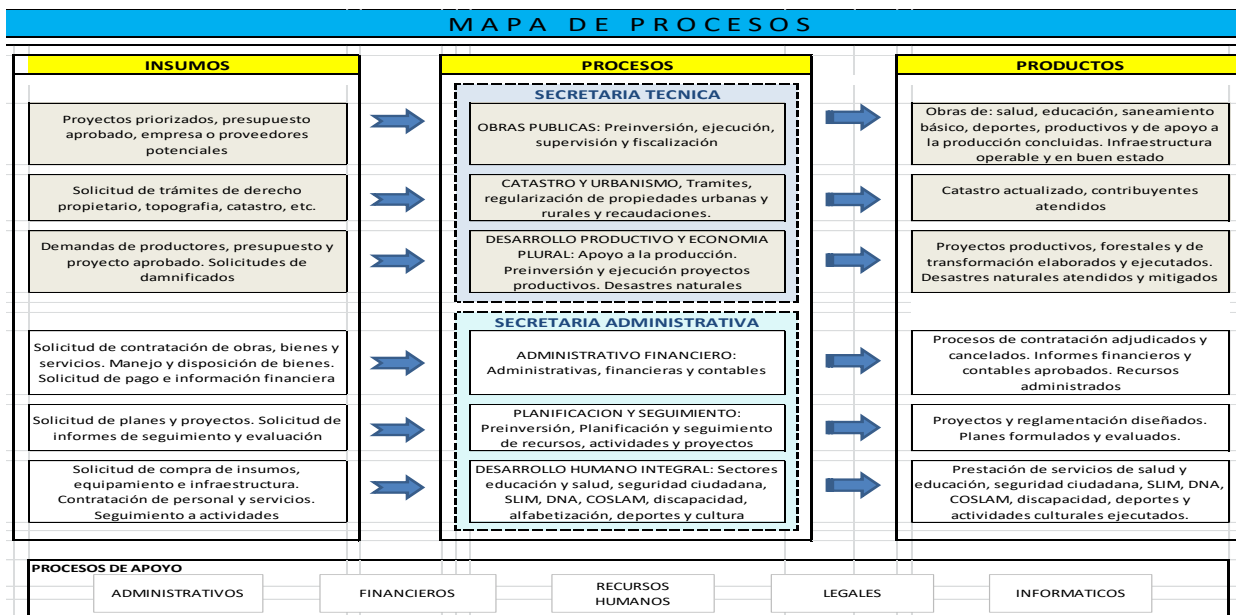 MAPA DE PROCESOS
INSUMOS
PROCESOS
PRODUCTOS
SECRETARIA TECNICA
Proyectos priorizados, presupuesto
aprobado, empresa o proveedores
potenciales
OBRAS PUBLICAS: Preinversión, ejecución,
supervisión y fiscalización
Obras de: salud, educación, saneamiento
básico, deportes, productivos y de apoyo a
la producción concluidas. Infraestructura
operable y en buen estado
Solicitud de trámites de derecho
propietario, topografia, catastro, etc.
CATASTRO Y URBANISMO, Tramites,
regularización de propiedades urbanas y
rurales y recaudaciones.
Catastro actualizado, contribuyentes
atendidos
Demandas de productores, presupuesto y
proyecto aprobado. Solicitudes de
damnificados
DESARROLLO PRODUCTIVO Y ECONOMIA
PLURAL: Apoyo a la producción.
Preinversión y ejecución proyectos
productivos. Desastres naturales
Proyectos productivos, forestales y de
transformación elaborados y ejecutados.
Desastres naturales atendidos y mitigados
SECRETARIA ADMINISTRATIVA
Solicitud de contratación de obras, bienes y
servicios. Manejo y disposición de bienes.
Solicitud de pago e información financiera
ADMINISTRATIVO FINANCIERO:
Administrativas, financieras y contables
Procesos de contratación adjudicados y
cancelados. Informes financieros y
contables aprobados. Recursos
administrados
Solicitud de planes y proyectos. Solicitud de
informes de seguimiento y evaluación
PLANIFICACION Y SEGUIMIENTO:
Preinversión, Planificación y seguimiento
de recursos, actividades y proyectos
Proyectos y reglamentación diseñados.
Planes formulados y evaluados.
Solicitud de compra de insumos,
equipamiento e infraestructura.
Contratación de personal y servicios.
Seguimiento a actividades
DESARROLLO HUMANO INTEGRAL: Sectores
educación y salud, seguridad ciudadana,
SLIM, DNA, COSLAM, discapacidad,
alfabetización, deportes y cultura
Prestación de servicios de salud y
educación, seguridad ciudadana, SLIM, DNA,
COSLAM, discapacidad, deportes y
actividades culturales ejecutados.
PROCESOS DE APOYO
ADMINISTRATIVOS
FINANCIEROS
RECURSOS
HUMANOS
LEGALES
INFORMATICOS